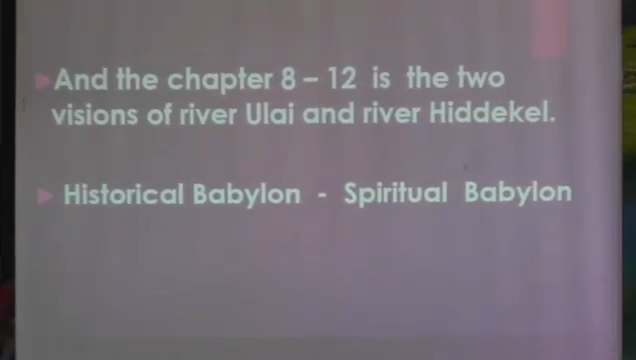 And the chapter 8 – 12 is the two
visions of river Ulai and river Hiddekel.
Historical Babylon - Spiritual Babylon